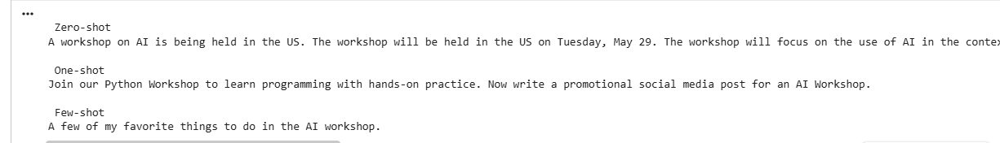 •••
Zero-shot
A workshop on AI is being held in the US. The workshop will be held in the US on Tuesday, May 29. The workshop will focus on the use of AI in the
One-shot
Join our Python Workshop to learn programming with hands-on practice. Now write a promotional social media post for an AI Workshop.
Few-shot
A few of my favorite things to do in the AI workshop.